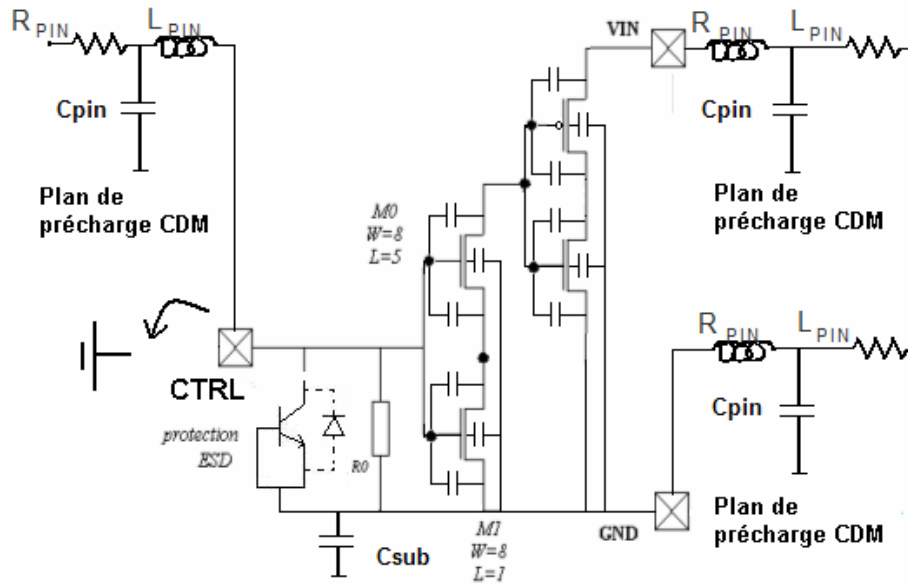 R PIN
L PIN
Cpin
Plan de
précharge CDM
VIN
R PIN
L PIN
Cpin
Plan de
précharge CDM
M0
W=8
L=5
CTRL
protection
ESD
R0
Csub
M1
W=8
L=1
GND
R PIN
L PIN
Cpin
Plan de
précharge CDM